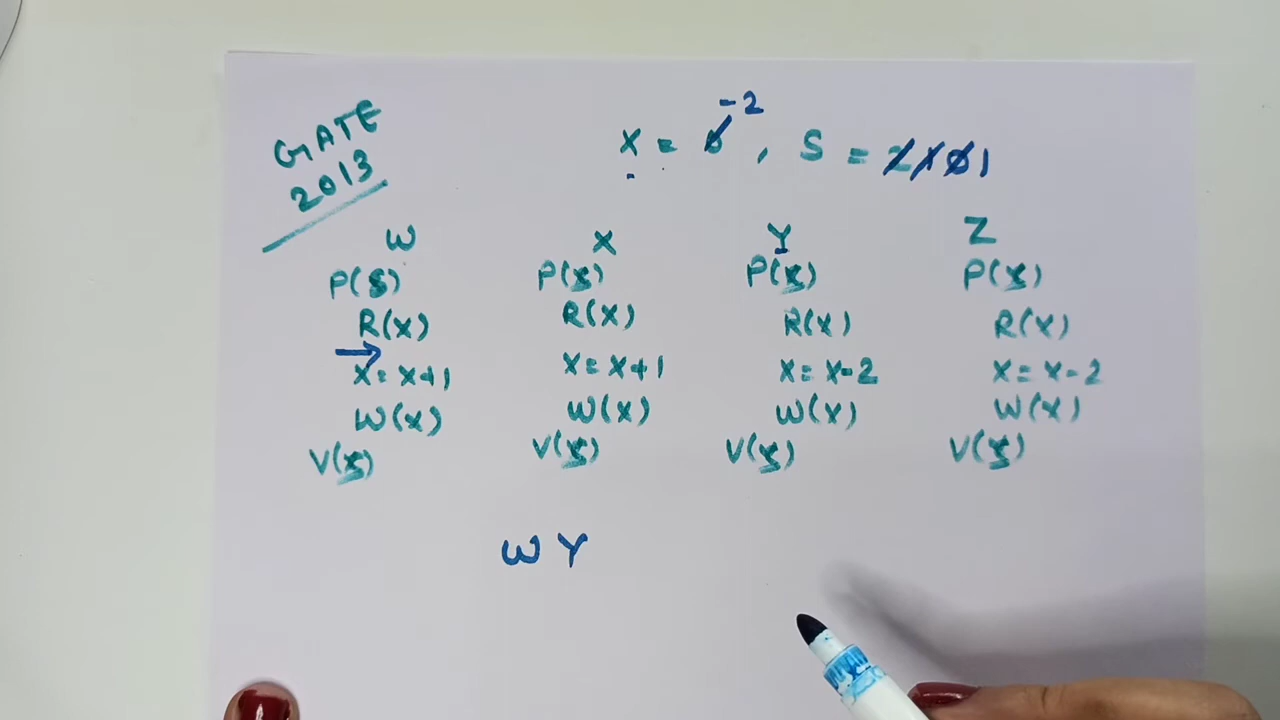 GATE
2013
-2
x = 0 , S = 2 1 0 1
W X Y Z
P(S) P(S) P(S) P(S)
R(x) R(x) R(x) R(x)
x = x+1 x = x+1 x = x-2 x = x-2
W(x) W(x) W(x) W(x)
V(S) V(S) V(S) V(S)
W Y